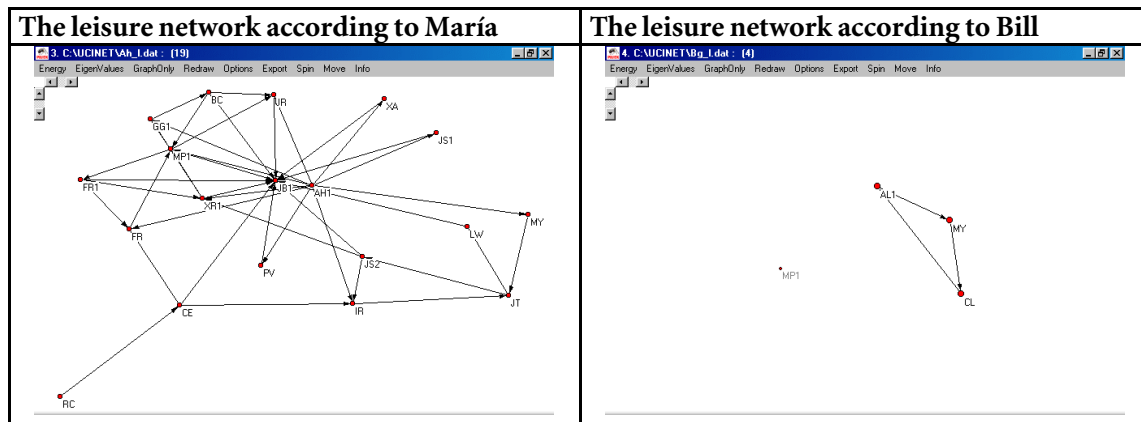 The leisure network according to María
The leisure network according to Bill
3. C:\UCINET\Ah_l.dat : (19)
Energy EigenValues GraphOnly Redraw Options Export Spin Move Info
BC
JR
XA
GG1
JS1
MP1
FR1
JB1
AH1
XR1
MY
FR
LW
PV
JS2
IR
JT
CE
RC
4. C:\UCINET\Bg_l.dat : (4)
Energy EigenValues GraphOnly Redraw Options Export Spin Move Info
AL1
MY
MP1
CL